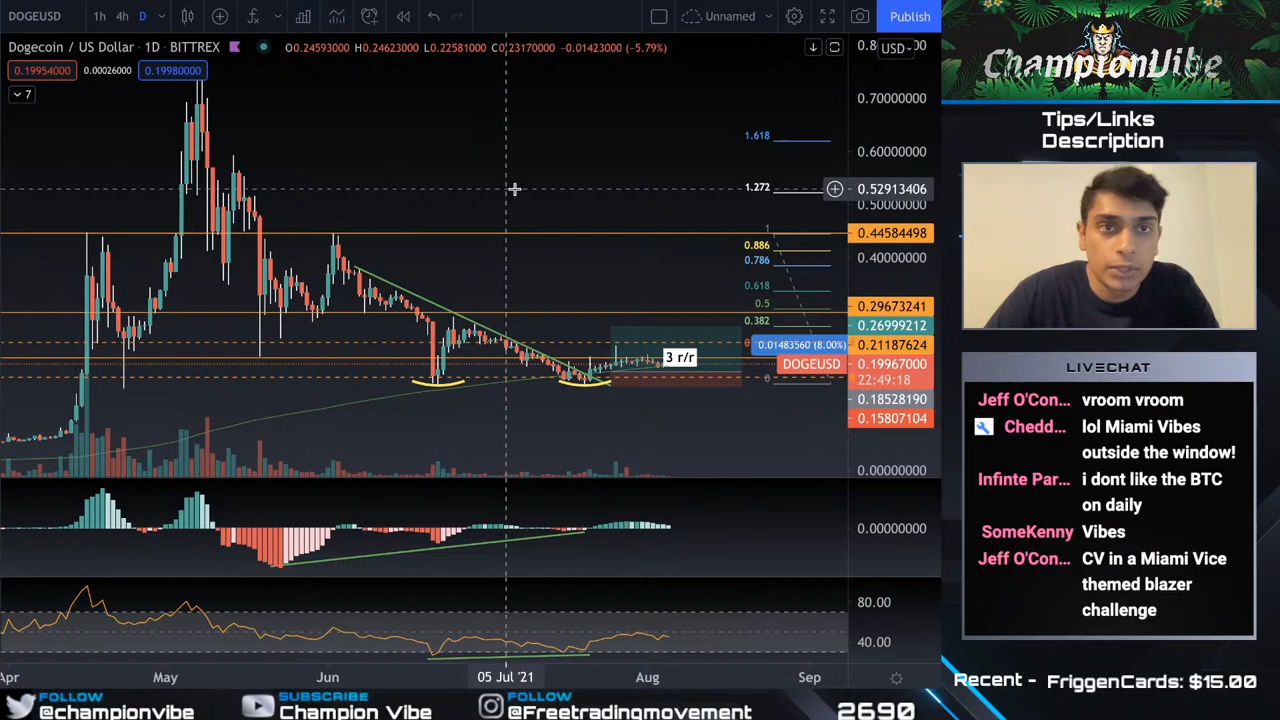 DOGEUSD 1h 4h D Unnamed Publish
Dogecoin / US Dollar · 1D · BITTREX O0.24593000 H0.24623000 L0.22581000 C0.23170000 -0.01423000 (-5.79%) USD
0.19954000 0.00026000 0.19980000
7
0.70000000
0.60000000
0.52913406
0.50000000
0.44584498
0.40000000
0.29673241
0.26999212
0.21187624
DOGEUSD 0.19967000
22:49:18
0.18528190
0.15807104
0.00000000
1.618
1.272
1
0.886
0.786
0.618
0.5
0.382
0.01483560 (8.00%)
3 r/r
0
0.00000000
80.00
40.00
Apr May Jun 05 Jul '21 Aug Sep
ChampionVibe
Tips/Links
Description
LIVECHAT
Jeff O'Con... vroom vroom
Chedd... lol Miami Vibes
outside the window!
Infinte Par... i dont like the BTC
on daily
SomeKenny Vibes
Jeff O'Con... CV in a Miami Vice
themed blazer
challenge
Recent - FriggenCards: $15.00
FOLLOW
@championvibe
SUBSCRIBE
Champion Vibe
FOLLOW
@Freetradingmovement
2690